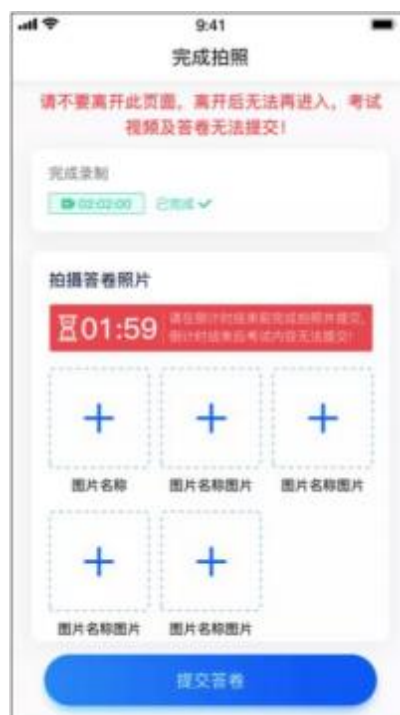 9:41
完成拍照
请不要离开此页面，离开后无法再进入，考试
视频及答卷无法提交！
完成录制
02:02:00 已完成
拍摄答卷照片
01:59
请在倒计时结束前完成拍照并提交，
倒计时结束后考试内容无法提交！
图片名称 图片名称图片 图片名称图片
图片名称图片 图片名称图片
提交答卷